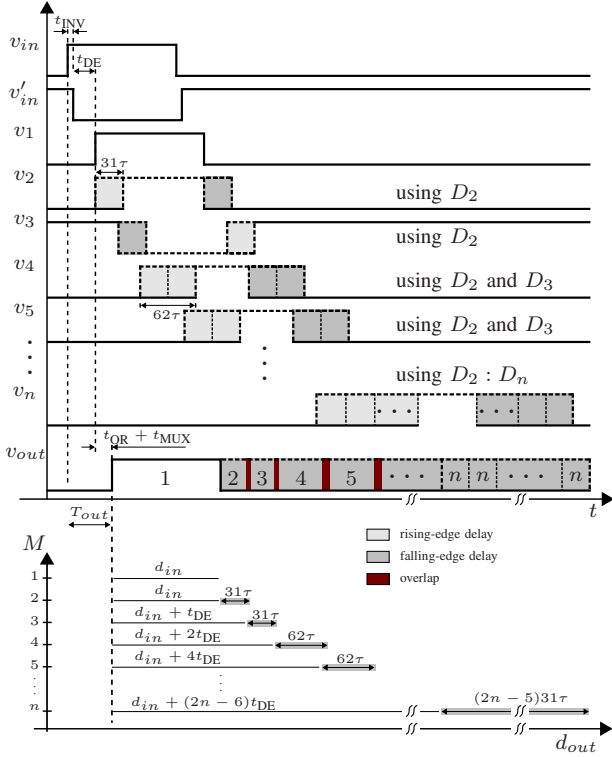 t_INV
v_in
t_DE
v'_in
v_1
31τ
v_2
using D_2
v_3
using D_2
v_4
using D_2 and D_3
62τ
v_5
using D_2 and D_3
using D_2 : D_n
v_n
t_OR + t_MUX
v_out
1 2 3 4 5 n n n
t
T_out
rising-edge delay
falling-edge delay
overlap
M
1 d_in
2 d_in 31τ
3 d_in + t_DE 31τ
4 d_in + 2t_DE 62τ
5 d_in + 4t_DE 62τ
n d_in + (2n − 6)t_DE (2n − 5)31τ
d_out